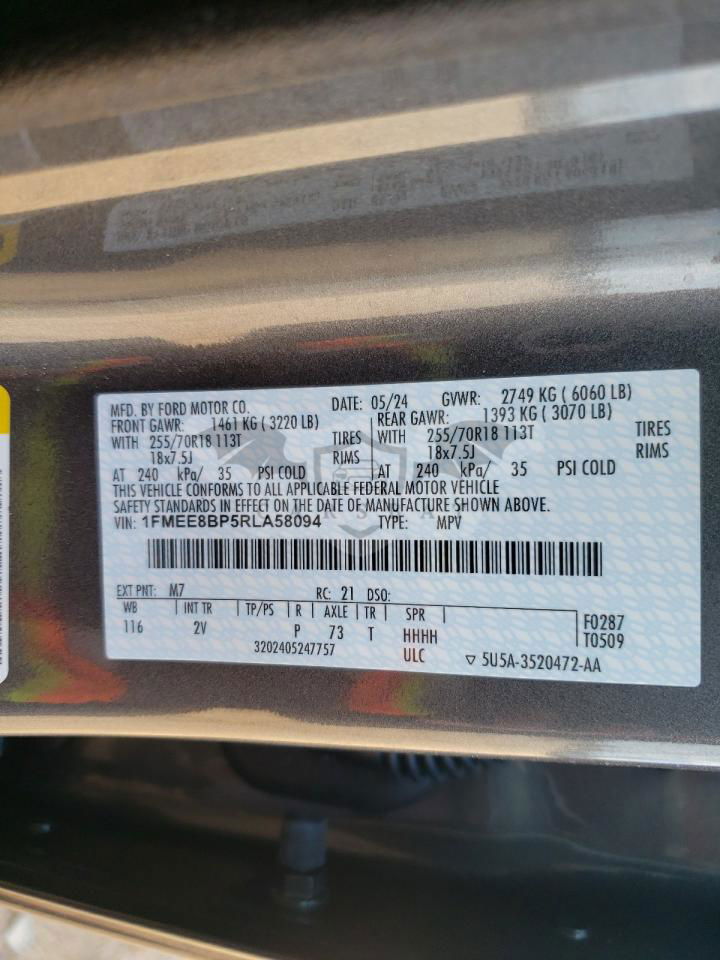 MFD. BY FORD MOTOR CO. DATE: 05/24 GVWR: 2749 KG ( 6060 LB)
FRONT GAWR: 1461 KG ( 3220 LB) REAR GAWR: 1393 KG ( 3070 LB)
WITH 255/70R18 113T TIRES WITH 255/70R18 113T TIRES
18x7.5J RIMS 18x7.5J RIMS
AT 240 kPa/ 35 PSI COLD AT 240 kPa/ 35 PSI COLD
THIS VEHICLE CONFORMS TO ALL APPLICABLE FEDERAL MOTOR VEHICLE
SAFETY STANDARDS IN EFFECT ON THE DATE OF MANUFACTURE SHOWN ABOVE.
VIN: 1FMEE8BP5RLA58094 TYPE: MPV
EXT PNT: M7 RC: 21 DSO:
WB INT TR TP/PS R AXLE TR SPR F0287
116 2V P 73 T HHHH T0509
3202405247757 ULC ▽ 5U5A-3520472-AA